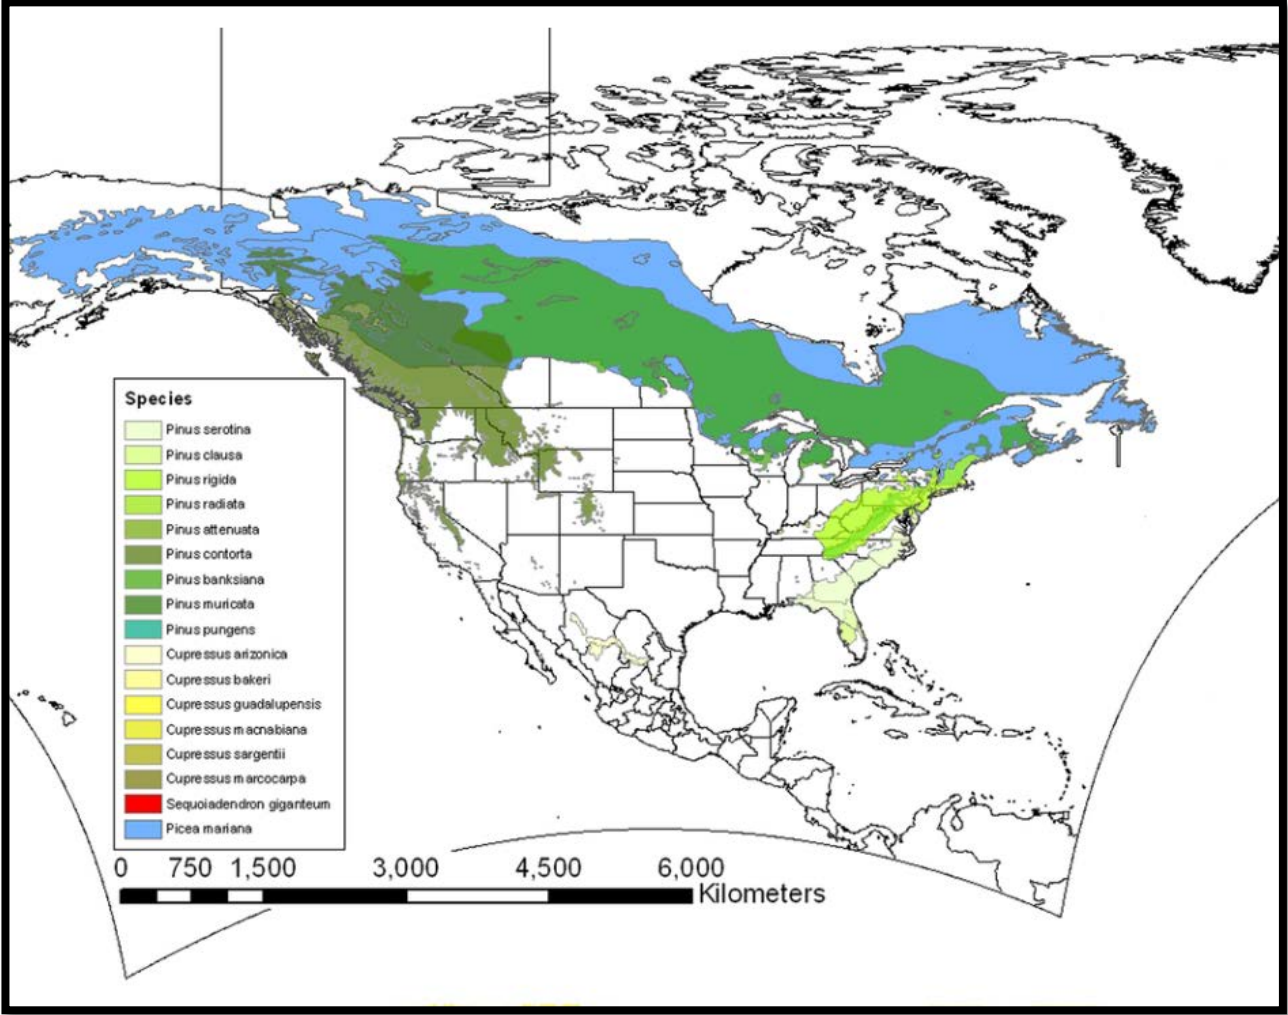 Species
Pinus serotina
Pinus clausa
Pinus rigida
Pinus radiata
Pinus attenuata
Pinus contorta
Pinus banksiana
Pinus muricata
Pinus pungens
Cupressus arizonica
Cupressus bakeri
Cupressus guadalupensis
Cupressus macnabiana
Cupressus sargentii
Cupressus marcocarpa
Sequoiadendron giganteum
Picea mariana
0 750 1,500 3,000 4,500 6,000
Kilometers